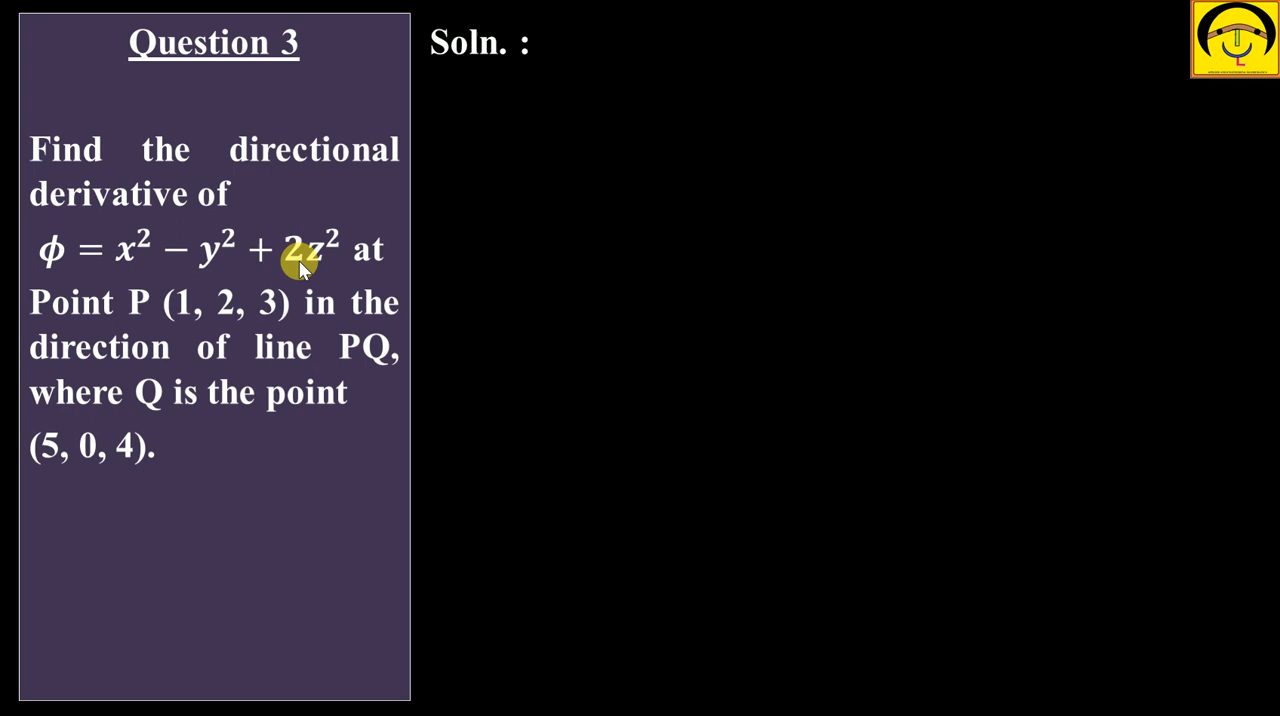 Question 3
Find the directional
derivative of
ϕ = x² − y² + 2z² at
Point P (1, 2, 3) in the
direction of line PQ,
where Q is the point
(5, 0, 4).
Soln. :